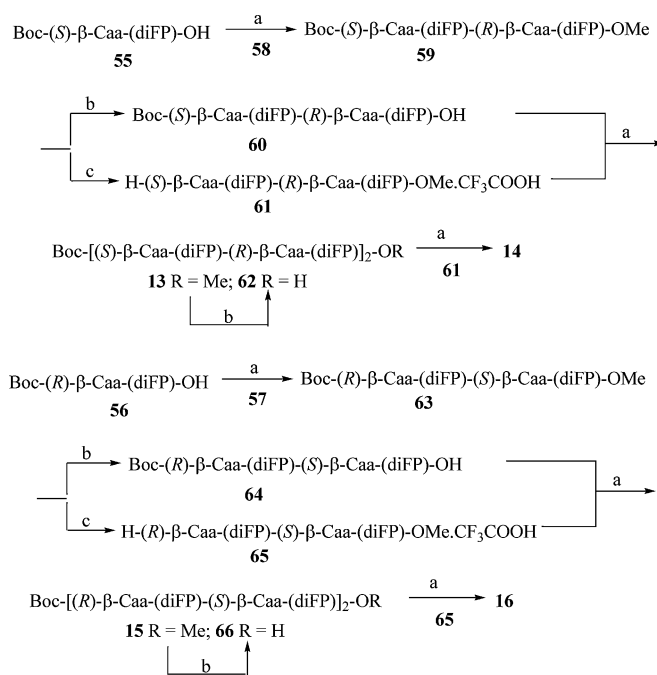 Boc-(S)-β-Caa-(diFP)-OH a Boc-(S)-β-Caa-(diFP)-(R)-β-Caa-(diFP)-OMe
55 58 59
b Boc-(S)-β-Caa-(diFP)-(R)-β-Caa-(diFP)-OH
60 a
c H-(S)-β-Caa-(diFP)-(R)-β-Caa-(diFP)-OMe.CF₃COOH
61
Boc-[(S)-β-Caa-(diFP)-(R)-β-Caa-(diFP)]₂-OR a 14
13 R = Me; 62 R = H 61
b
Boc-(R)-β-Caa-(diFP)-OH a Boc-(R)-β-Caa-(diFP)-(S)-β-Caa-(diFP)-OMe
56 57 63
b Boc-(R)-β-Caa-(diFP)-(S)-β-Caa-(diFP)-OH
64 a
c H-(R)-β-Caa-(diFP)-(S)-β-Caa-(diFP)-OMe.CF₃COOH
65
Boc-[(R)-β-Caa-(diFP)-(S)-β-Caa-(diFP)]₂-OR a 16
15 R = Me; 66 R = H 65
b